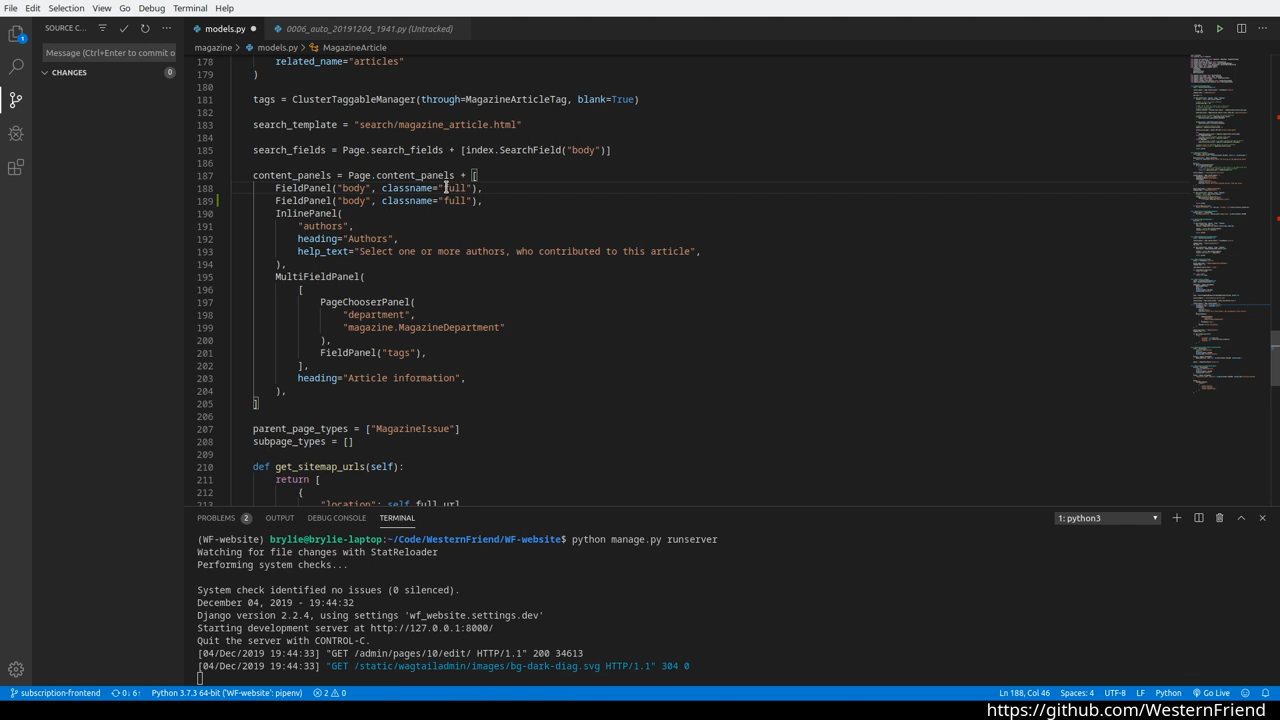 File Edit Selection View Go Debug Terminal Help
SOURCE C... models.py 0006_auto_20191204_1941.py (Untracked)
1 magazine > models.py > MagazineArticle
Message (Ctrl+Enter to commit o
CHANGES 0
178 related_name="articles"
179 )
180
181 tags = ClusterTaggableManager(through=MagazineArticleTag, blank=True)
182
183 search_template = "search/magazine_article
184
185 search_fields = Page.search_fields + [index.SearchField("body")]
186
187 content_panels = Page.content_panels + [
188 FieldPanel("body", classname="full"),
189 FieldPanel("body", classname="full"),
190 InlinePanel(
191 "authors",
192 heading="Authors",
193 help_text="Select one or more authors, who contributed to this article",
194 ),
195 MultiFieldPanel(
196 [
197 PageChooserPanel(
198 "department",
199 "magazine.MagazineDepartment"
200 ),
201 FieldPanel("tags"),
202 ],
203 heading="Article information",
204 ),
205 ]
206
207 parent_page_types = ["MagazineIssue"]
208 subpage_types = []
209
210 def get_sitemap_urls(self):
211 return [
212 {
213 "location": self.full_url,
PROBLEMS 2 OUTPUT DEBUG CONSOLE TERMINAL 1: python3
(WF-website) brylie@brylie-laptop:~/Code/WesternFriend/WF-website$ python manage.py runserver
Watching for file changes with StatReloader
Performing system checks...
System check identified no issues (0 silenced).
December 04, 2019 - 19:44:32
Django version 2.2.4, using settings 'wf_website.settings.dev'
Starting development server at http://127.0.0.1:8000/
Quit the server with CONTROL-C.
[04/Dec/2019 19:44:33] "GET /admin/pages/10/edit/ HTTP/1.1" 200 34613
[04/Dec/2019 19:44:33] "GET /static/wagtailadmin/images/bg-dark-diag.svg HTTP/1.1" 304 0
subscription-frontend 0↓ 6↑ Python 3.7.3 64-bit ('WF-website': pipenv) 2 0 Ln 188, Col 46 Spaces: 4 UTF-8 LF Python Go Live
https://github.com/WesternFriend